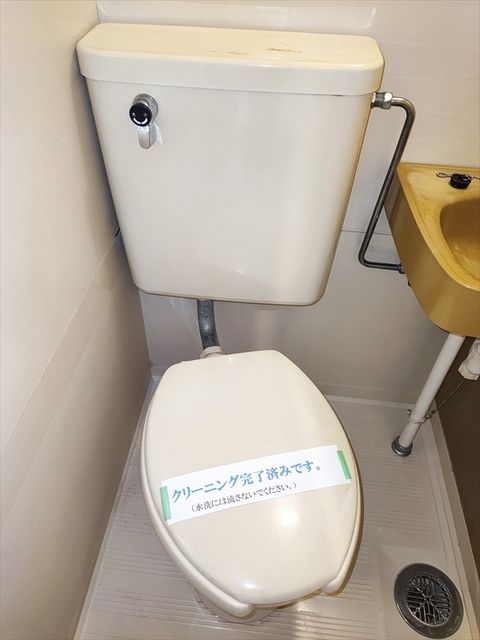 クリーニング完了済みです。
(水洗には流さないでください。)